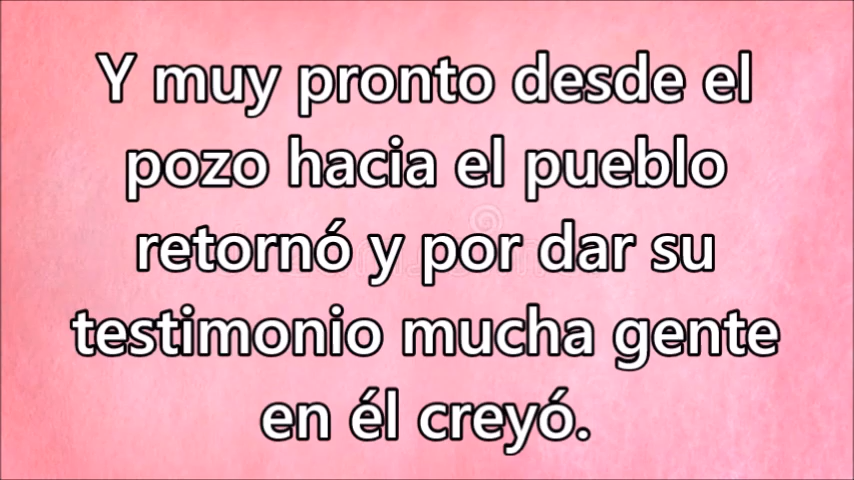 Y muy pronto desde el
pozo hacia el pueblo
retornó y por dar su
testimonio mucha gente
en él creyó.